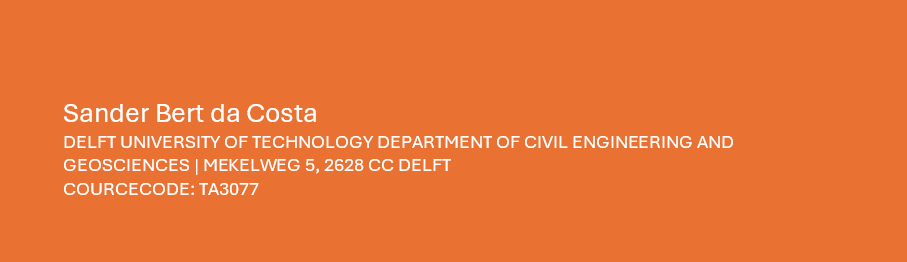 Sander Bert da Costa
DELFT UNIVERSITY OF TECHNOLOGY DEPARTMENT OF CIVIL ENGINEERING AND
GEOSCIENCES | MEKELWEG 5, 2628 CC DELFT
COURCECODE: TA3077